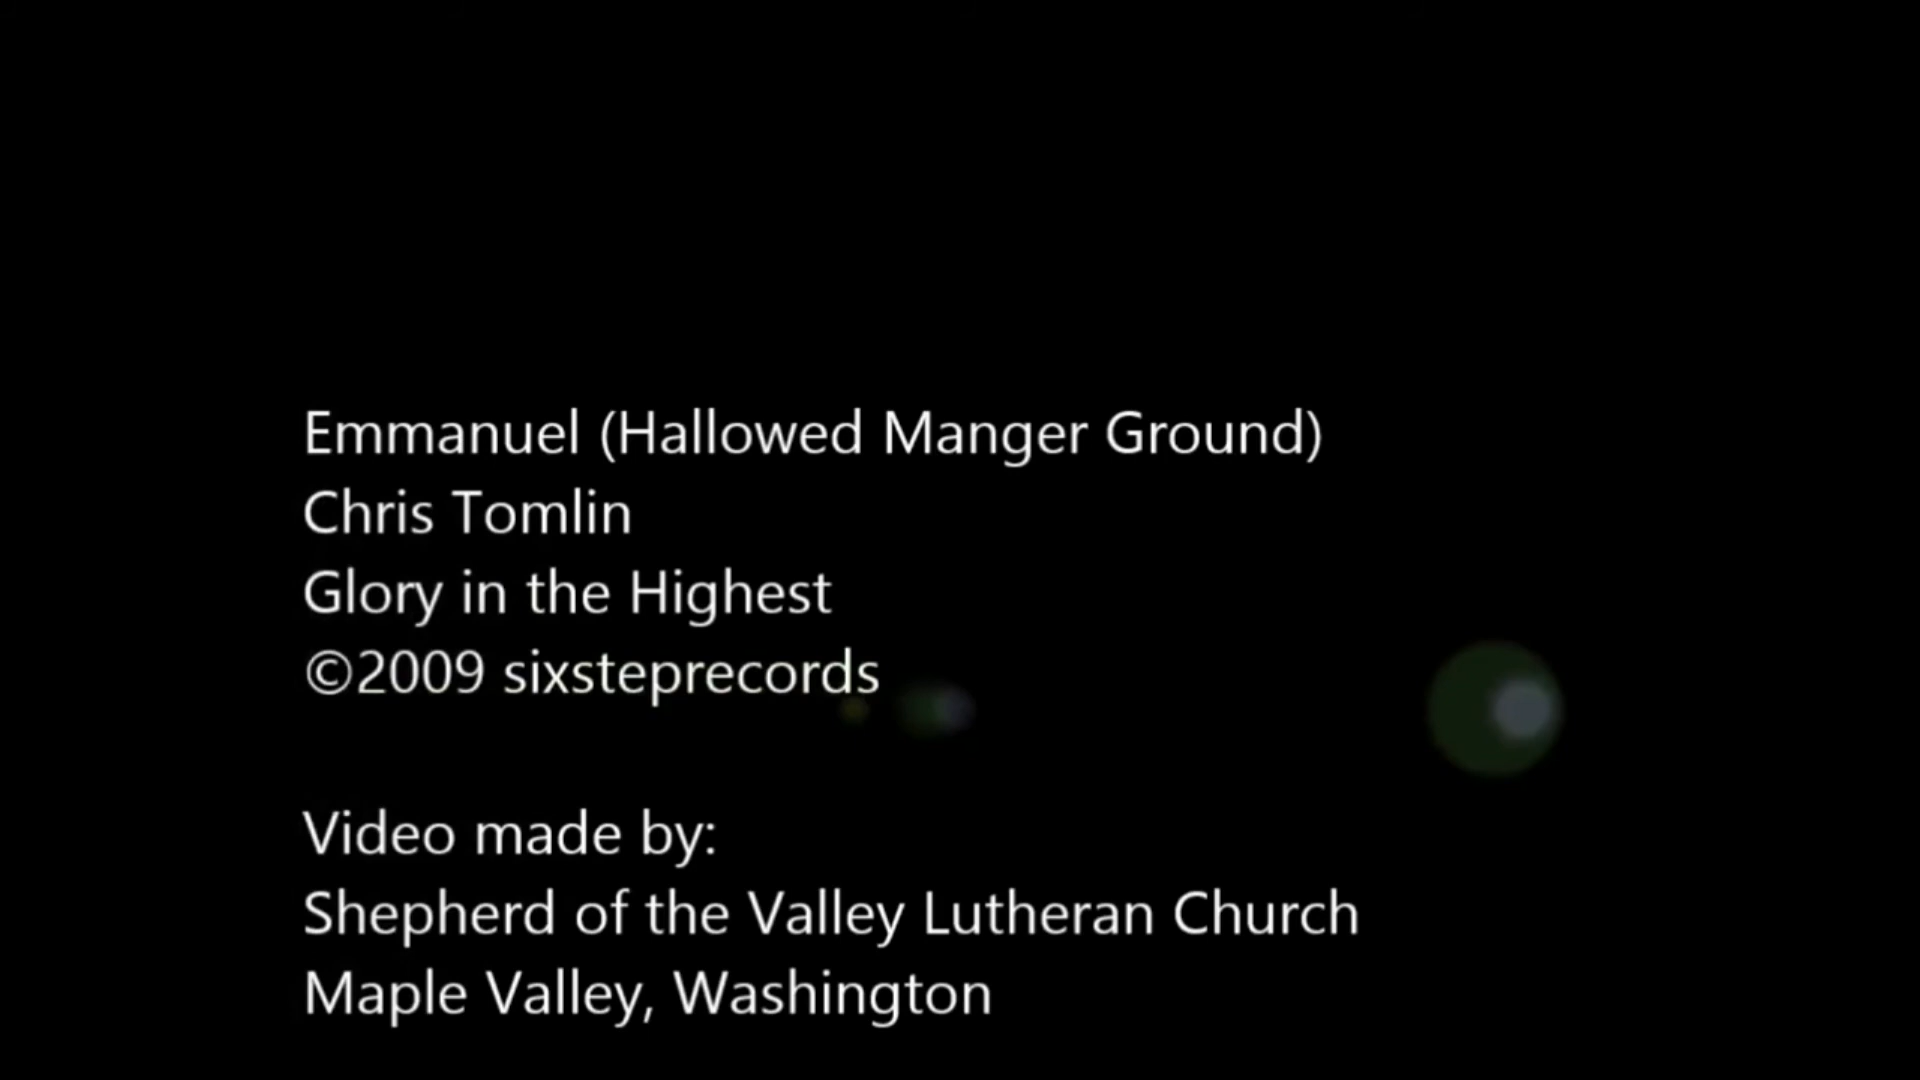 Emmanuel (Hallowed Manger Ground)
Chris Tomlin
Glory in the Highest
©2009 sixsteprecords
Video made by:
Shepherd of the Valley Lutheran Church
Maple Valley, Washington